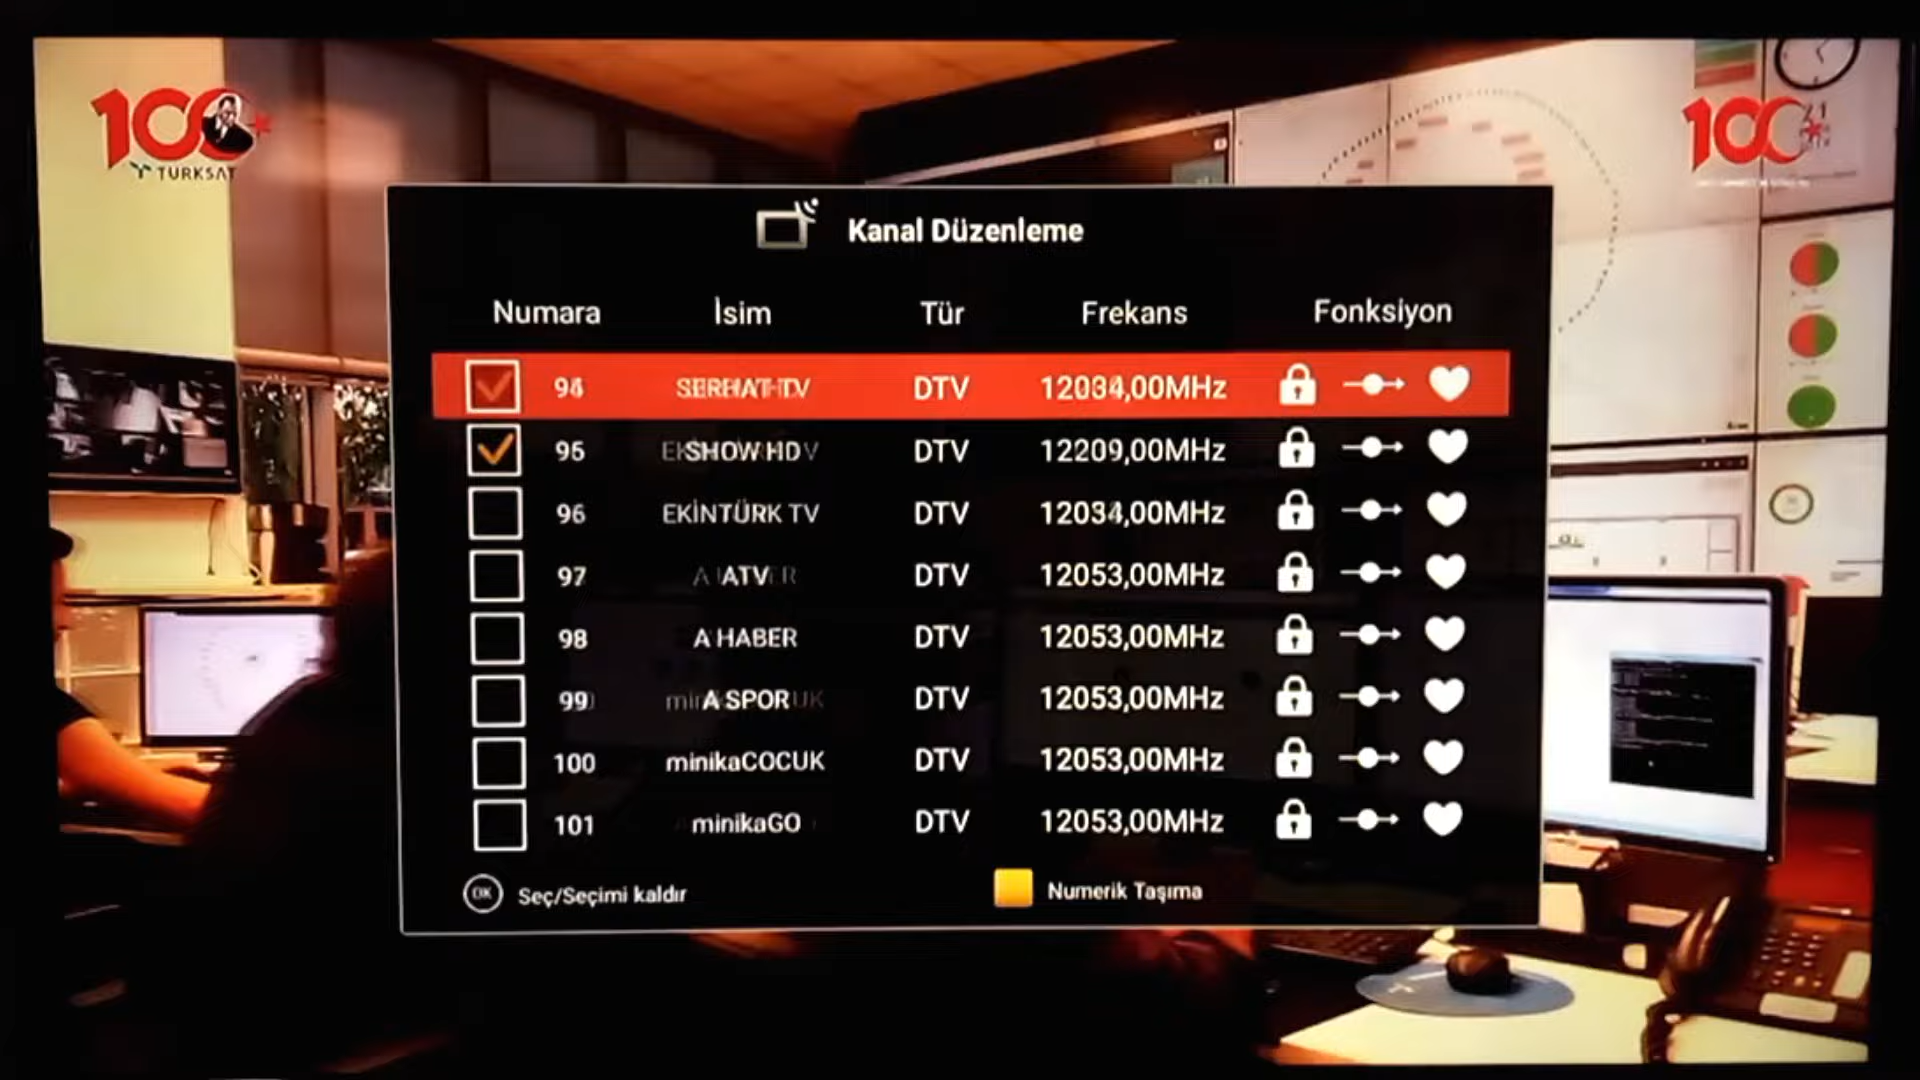 100
TÜRKSAT
100
Kanal Düzenleme
Numara İsim Tür Frekans Fonksiyon
94 SERHAT TV DTV 12034,00MHz
95 SHOW HD DTV 12209,00MHz
96 EKİNTÜRK TV DTV 12034,00MHz
97 ATV DTV 12053,00MHz
98 A HABER DTV 12053,00MHz
99 A SPOR DTV 12053,00MHz
100 minikaCOCUK DTV 12053,00MHz
101 minikaGO DTV 12053,00MHz
OK Seç/Seçimi kaldır Numerik Taşıma